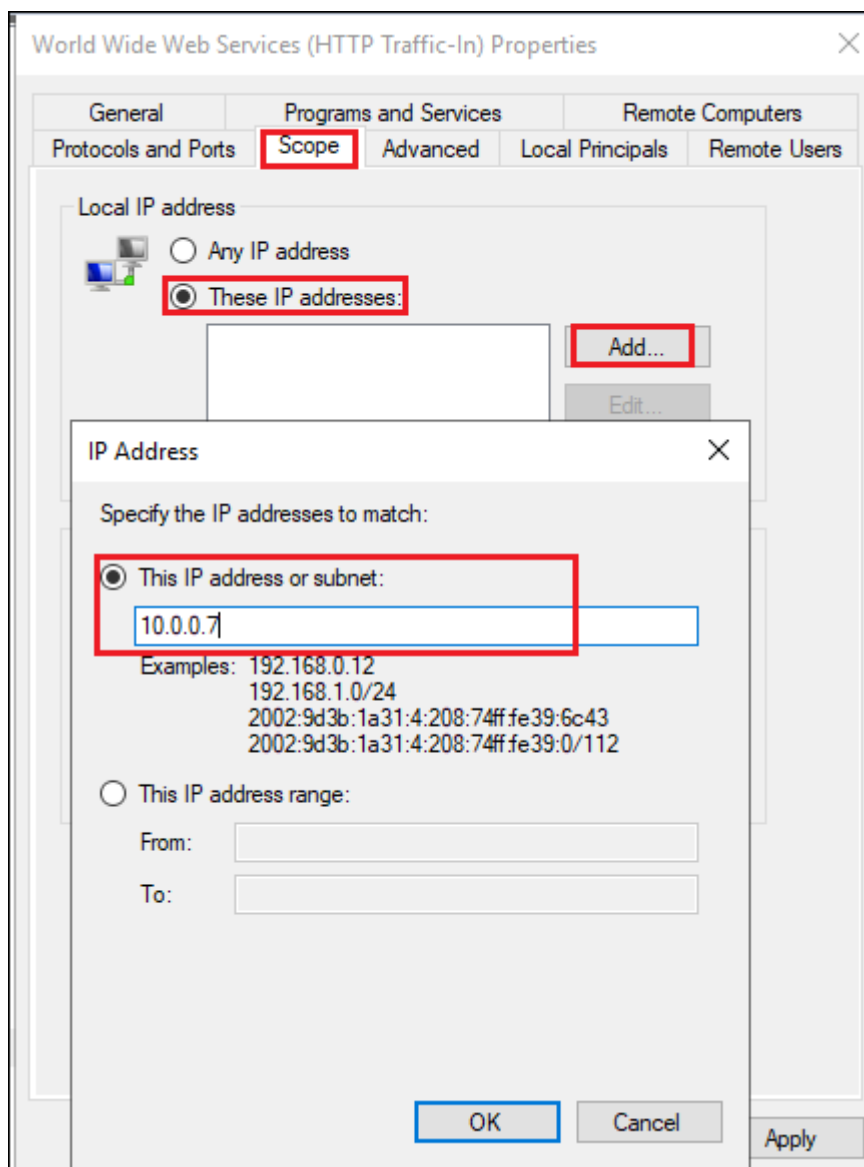 World Wide Web Services (HTTP Traffic-In) Properties
General Programs and Services Remote Computers
Protocols and Ports Scope Advanced Local Principals Remote Users
Local IP address
Any IP address
These IP addresses:
Add...
Edit...
IP Address
Specify the IP addresses to match:
This IP address or subnet:
10.0.0.7
Examples: 192.168.0.12
192.168.1.0/24
2002:9d3b:1a31:4:208:74ff:fe39:6c43
2002:9d3b:1a31:4:208:74ff:fe39:0/112
This IP address range:
From:
To:
OK Cancel
Apply